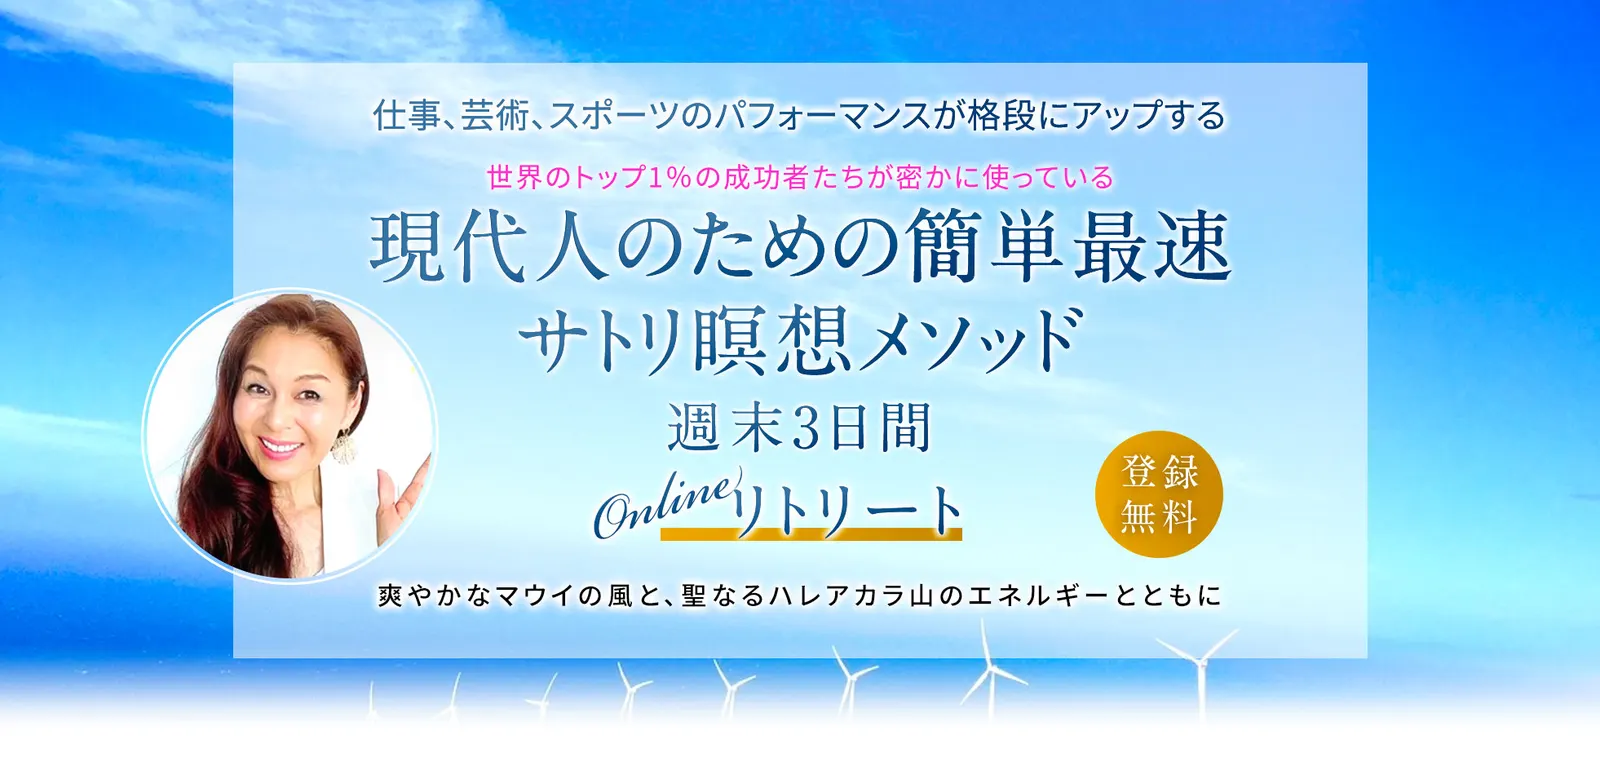 仕事、芸術、スポーツのパフォーマンスが格段にアップする
世界のトップ1%の成功者たちが密かに使っている
現代人のための簡単最速
サトリ瞑想メソッド
週末3日間
Onlineリトリート
登録
無料
爽やかなマウイの風と、聖なるハレアカラ山のエネルギーとともに